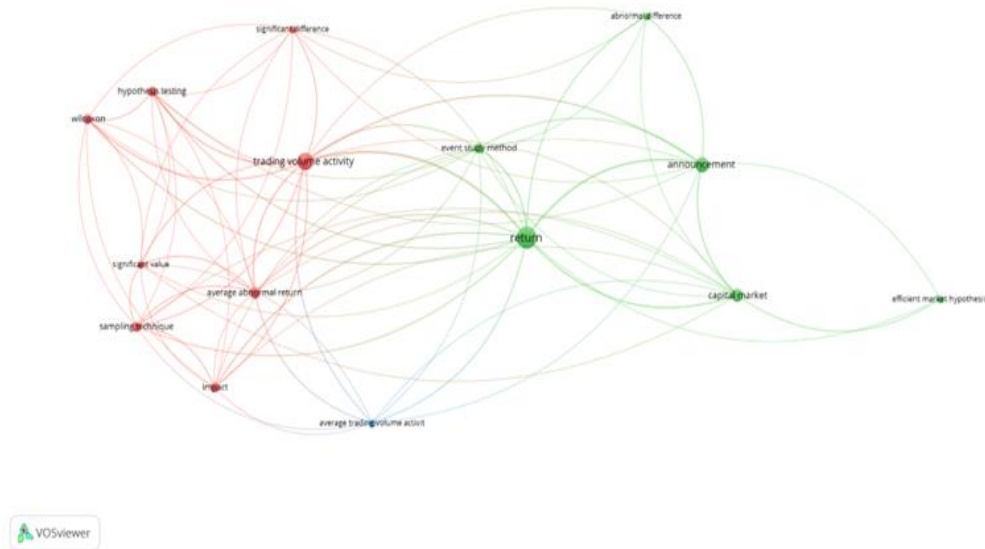 abnormal difference
significant difference
hypothesis testing
wilcoxon
event study method
trading volume activity
announcement
return
significant value
average abnormal return
capital market
efficient market hypothesis
sampling technique
impact
average trading volume activit
VOSviewer